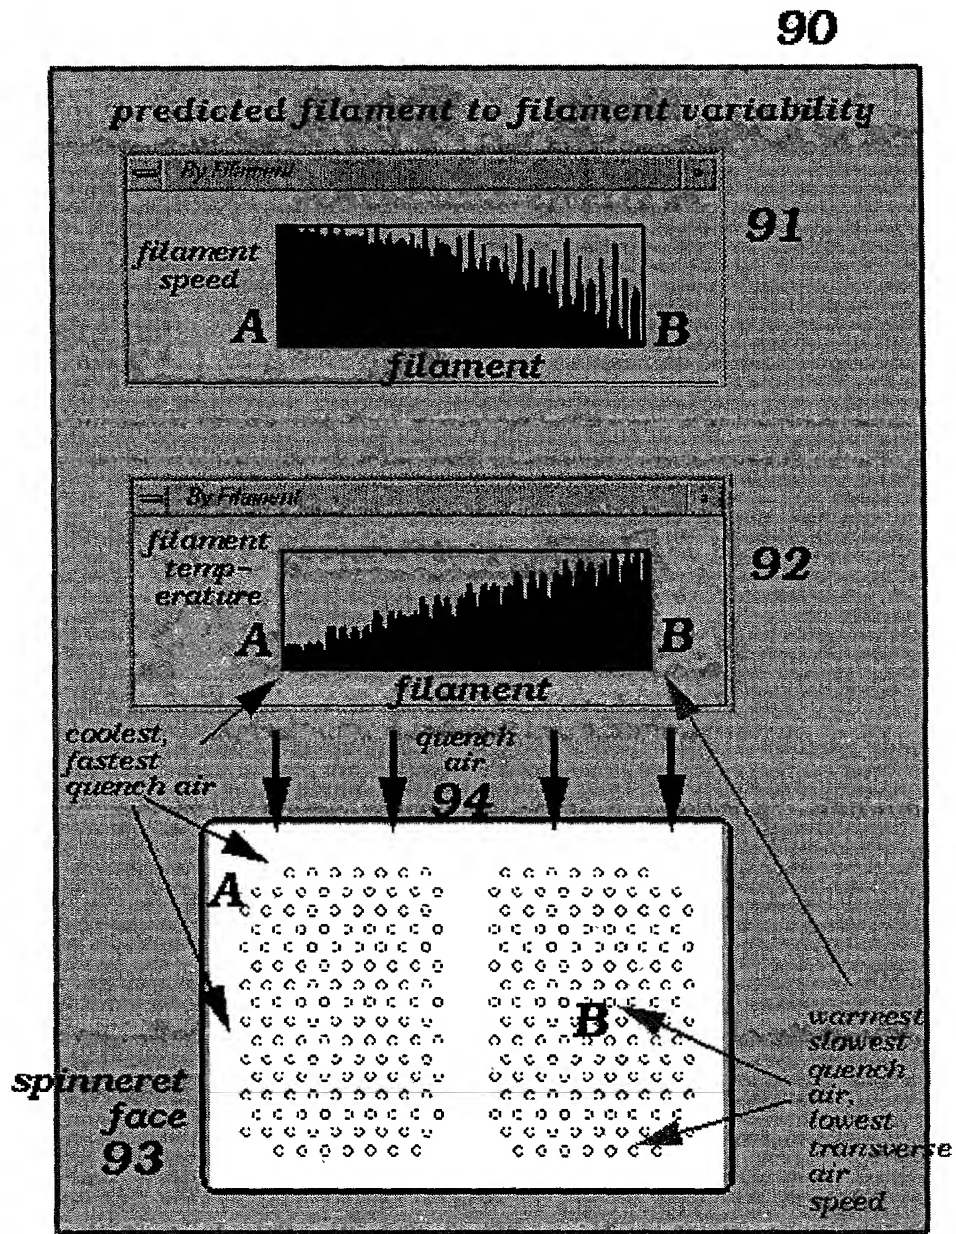 90
predicted filament to filament variability
By Filament
91
filament
speed
A
B
filament
By Filament
filament
temp-
erature
92
A
B
filament
coolest,
fastest
quench air
quench
air
94
A
B
warmest
slowest
quench
air,
lowest
transverse
air
speed
spinneret
face
93